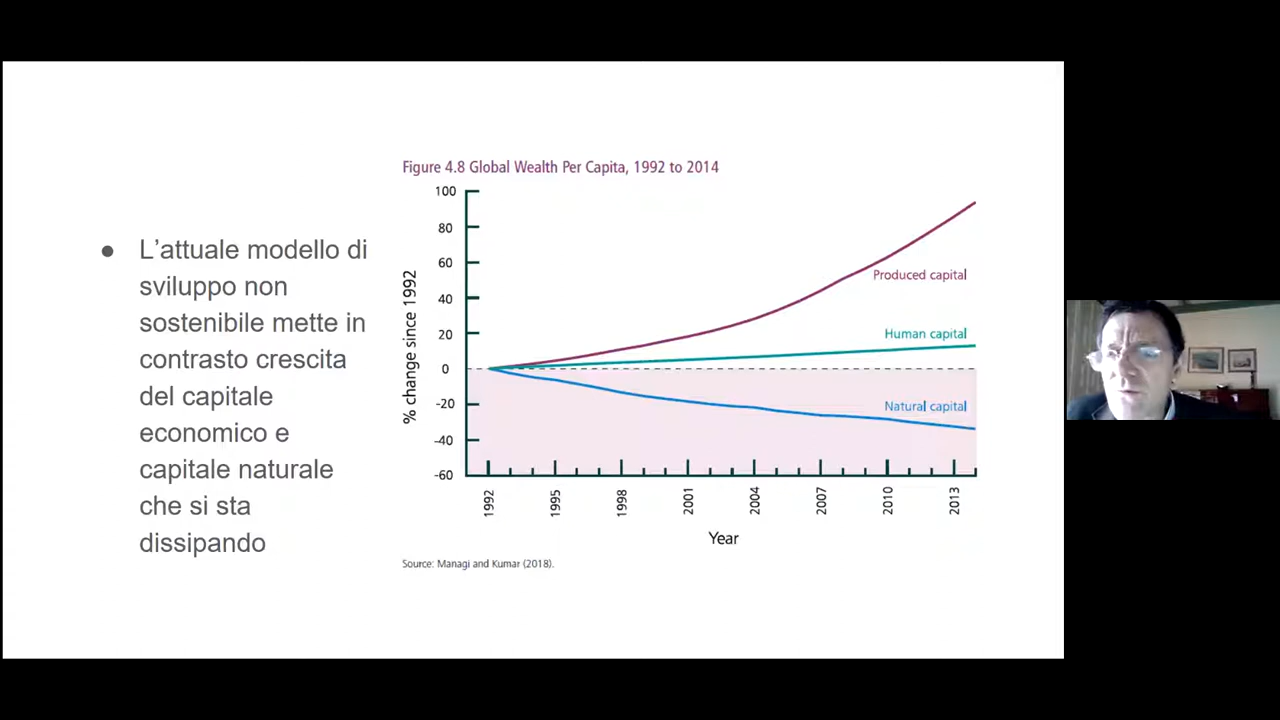 ● L’attuale modello di
sviluppo non
sostenibile mette in
contrasto crescita
del capitale
economico e
capitale naturale
che si sta
dissipando
Figure 4.8 Global Wealth Per Capita, 1992 to 2014
% change since 1992
100
80
60
40
20
0
-20
-40
-60
Produced capital
Human capital
Natural capital
1992 1995 1998 2001 2004 2007 2010 2013
Year
Source: Managi and Kumar (2018).